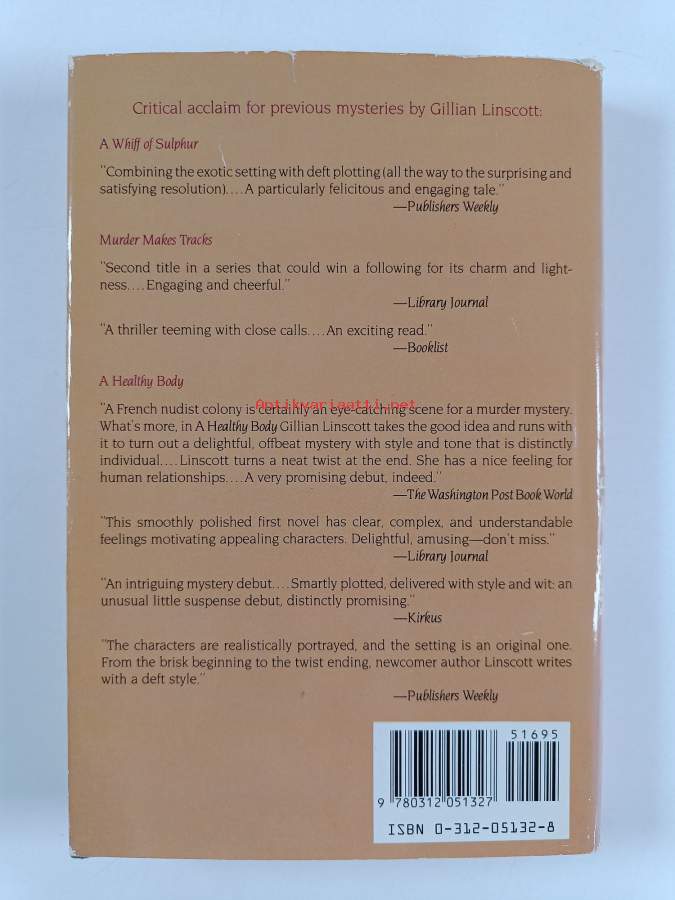 Critical acclaim for previous mysteries by Gillian Linscott:
A Whiff of Sulphur
"Combining the exotic setting with deft plotting (all the way to the surprising and
satisfying resolution)....A particularly felicitous and engaging tale."
—Publishers Weekly
Murder Makes Tracks
"Second title in a series that could win a following for its charm and light-
ness....Engaging and cheerful."
—Library Journal
"A thriller teeming with close calls....An exciting read."
—Booklist
A Healthy Body
Antikvariaatti.net
"A French nudist colony is certainly an eye-catching scene for a murder mystery.
What's more, in A Healthy Body Gillian Linscott takes the good idea and runs with
it to turn out a delightful, offbeat mystery with style and tone that is distinctly
individual....Linscott turns a neat twist at the end. She has a nice feeling for
human relationships....A very promising debut, indeed."
—The Washington Post Book World
"This smoothly polished first novel has clear, complex, and understandable
feelings motivating appealing characters. Delightful, amusing—don't miss."
—Library Journal
"An intriguing mystery debut....Smartly plotted, delivered with style and wit: an
unusual little suspense debut, distinctly promising."
—Kirkus
"The characters are realistically portrayed, and the setting is an original one.
From the brisk beginning to the twist ending, newcomer author Linscott writes
with a deft style."
—Publishers Weekly
51695
9 780312 051327
ISBN 0-312-05132-8